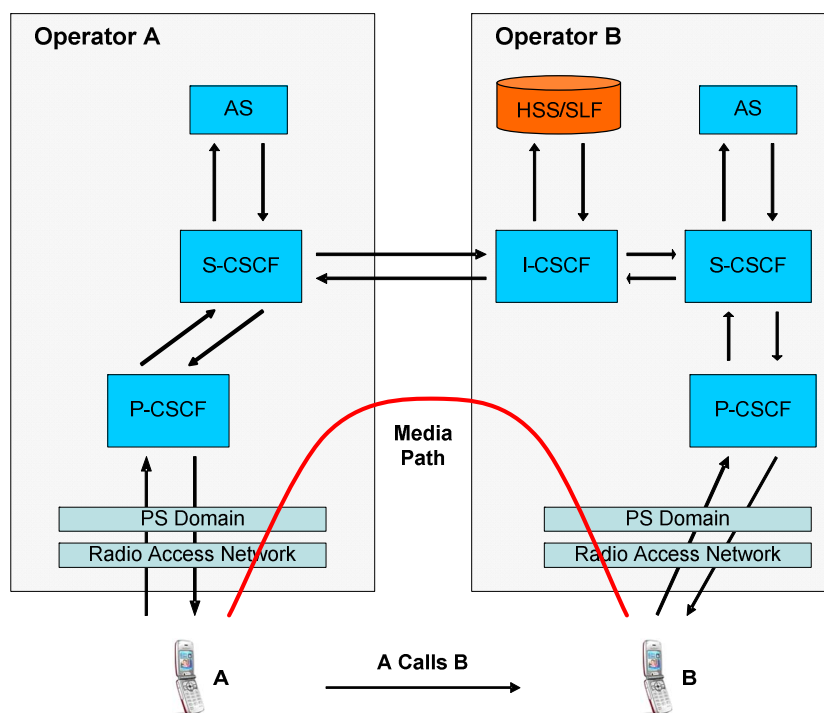 Operator A
Operator B
AS
HSS/SLF
AS
S-CSCF
I-CSCF
S-CSCF
P-CSCF
P-CSCF
Media
Path
PS Domain
PS Domain
Radio Access Network
Radio Access Network
A Calls B
A
B